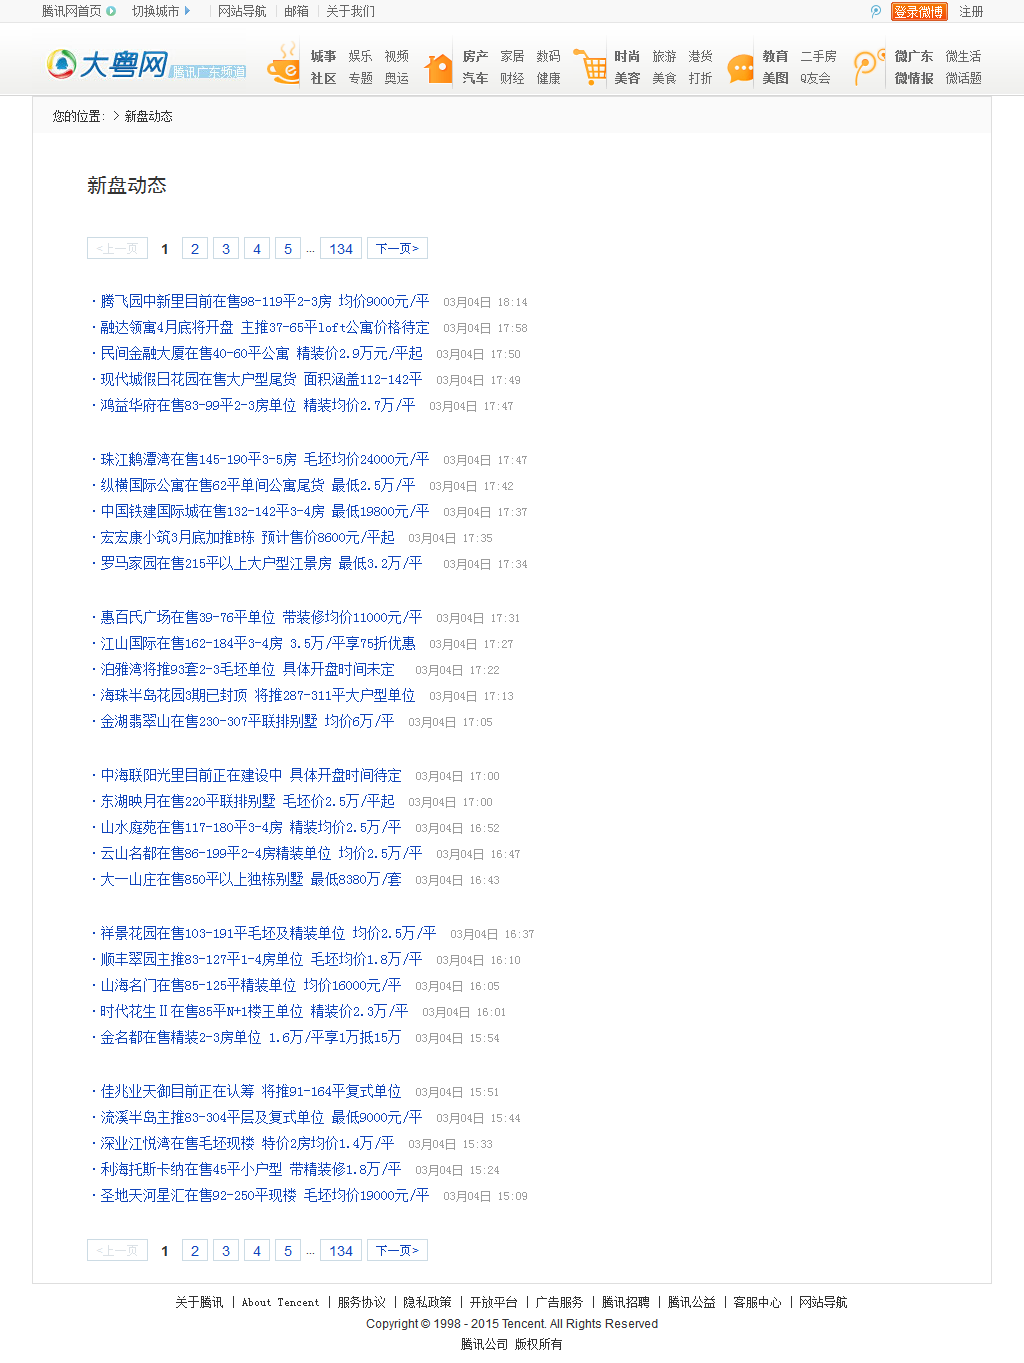 腾讯网首页 切换城市 网站导航 邮箱 关于我们 登录微博 注册
大粤网 腾讯广东频道
城事 娱乐 视频 房产 家居 数码 时尚 旅游 港货 教育 二手房 微广东 微生活
社区 专题 奥运 汽车 财经 健康 美容 美食 打折 美图 Q友会 微情报 微话题
您的位置: > 新盘动态
新盘动态
<上一页 1 2 3 4 5 ... 134 下一页>
·腾飞园中新里目前在售98-119平2-3房 均价9000元/平 03月04日 18:14
·融达领寓4月底将开盘 主推37-65平loft公寓价格待定 03月04日 17:58
·民间金融大厦在售40-60平公寓 精装价2.9万元/平起 03月04日 17:50
·现代城假日花园在售大户型尾货 面积涵盖112-142平 03月04日 17:49
·鸿益华府在售83-99平2-3房单位 精装均价2.7万/平 03月04日 17:47
·珠江鹅潭湾在售145-190平3-5房 毛坯均价24000元/平 03月04日 17:47
·纵横国际公寓在售62平单间公寓尾货 最低2.5万/平 03月04日 17:42
·中国铁建国际城在售132-142平3-4房 最低19800元/平 03月04日 17:37
·宏宏康小筑3月底加推B栋 预计售价8600元/平起 03月04日 17:35
·罗马家园在售215平以上大户型江景房 最低3.2万/平 03月04日 17:34
·惠百氏广场在售39-76平单位 带装修均价11000元/平 03月04日 17:31
·江山国际在售162-184平3-4房 3.5万/平享75折优惠 03月04日 17:27
·泊雅湾将推93套2-3毛坯单位 具体开盘时间未定 03月04日 17:22
·海珠半岛花园3期已封顶 将推287-311平大户型单位 03月04日 17:13
·金湖翡翠山在售230-307平联排别墅 均价6万/平 03月04日 17:05
·中海联阳光里目前正在建设中 具体开盘时间待定 03月04日 17:00
·东湖映月在售220平联排别墅 毛坯价2.5万/平起 03月04日 17:00
·山水庭苑在售117-180平3-4房 精装均价2.5万/平 03月04日 16:52
·云山名都在售86-199平2-4房精装单位 均价2.5万/平 03月04日 16:47
·大一山庄在售850平以上独栋别墅 最低8380万/套 03月04日 16:43
·祥景花园在售103-191平毛坯及精装单位 均价2.5万/平 03月04日 16:37
·顺丰翠园主推83-127平1-4房单位 毛坯均价1.8万/平 03月04日 16:10
·山海名门在售85-125平精装单位 均价16000元/平 03月04日 16:05
·时代花生Ⅱ在售85平N+1楼王单位 精装价2.3万/平 03月04日 16:01
·金名都在售精装2-3房单位 1.6万/平享1万抵15万 03月04日 15:54
·佳兆业天御目前正在认筹 将推91-164平复式单位 03月04日 15:51
·流溪半岛主推83-304平层及复式单位 最低9000元/平 03月04日 15:44
·深业江悦湾在售毛坯现楼 特价2房均价1.4万/平 03月04日 15:33
·利海托斯卡纳在售45平小户型 带精装修1.8万/平 03月04日 15:24
·圣地天河星汇在售92-250平现楼 毛坯均价19000元/平 03月04日 15:09
<上一页 1 2 3 4 5 ... 134 下一页>
关于腾讯 | About Tencent | 服务协议 | 隐私政策 | 开放平台 | 广告服务 | 腾讯招聘 | 腾讯公益 | 客服中心 | 网站导航
Copyright © 1998 - 2015 Tencent. All Rights Reserved
腾讯公司 版权所有